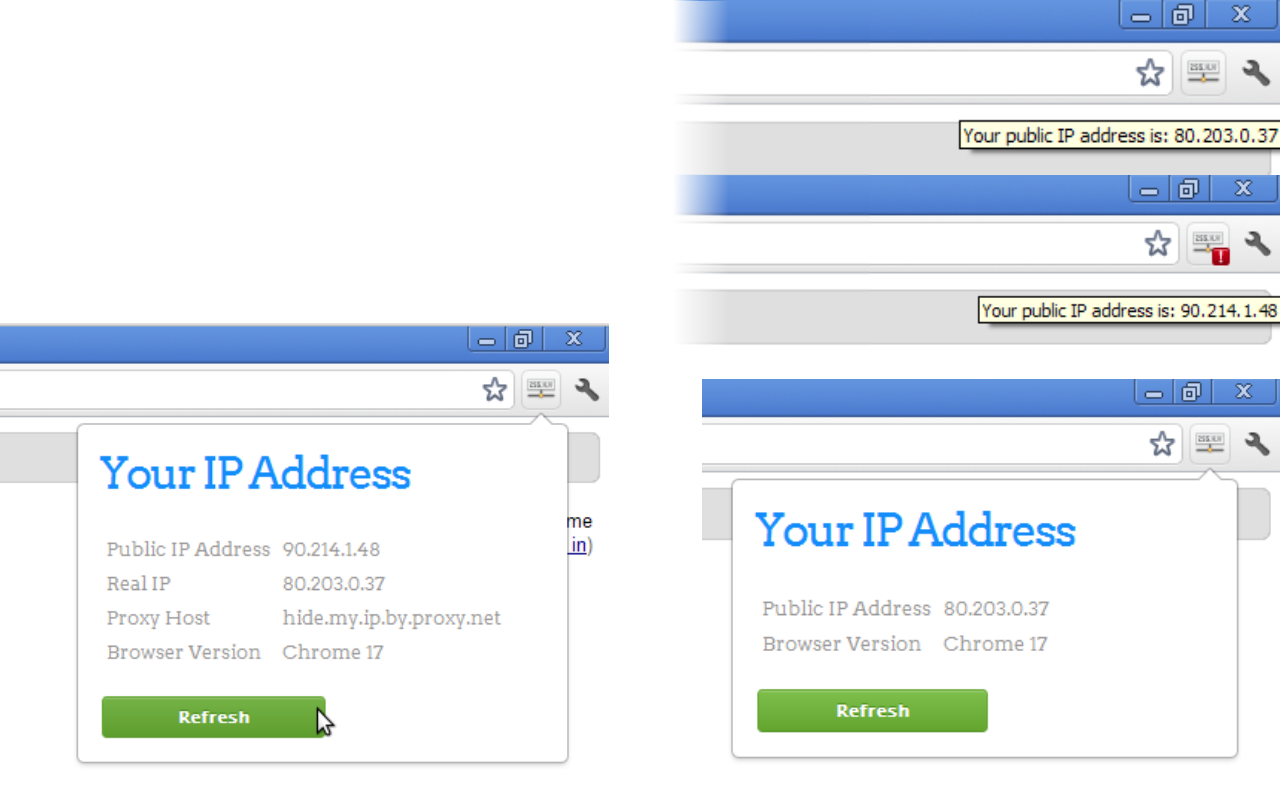 Your public IP address is: 80.203.0.37
Your public IP address is: 90.214.1.48
Your IP Address
me
in)
Public IP Address 90.214.1.48
Real IP 80.203.0.37
Proxy Host hide.my.ip.by.proxy.net
Browser Version Chrome 17
Refresh
Your IP Address
Public IP Address 80.203.0.37
Browser Version Chrome 17
Refresh